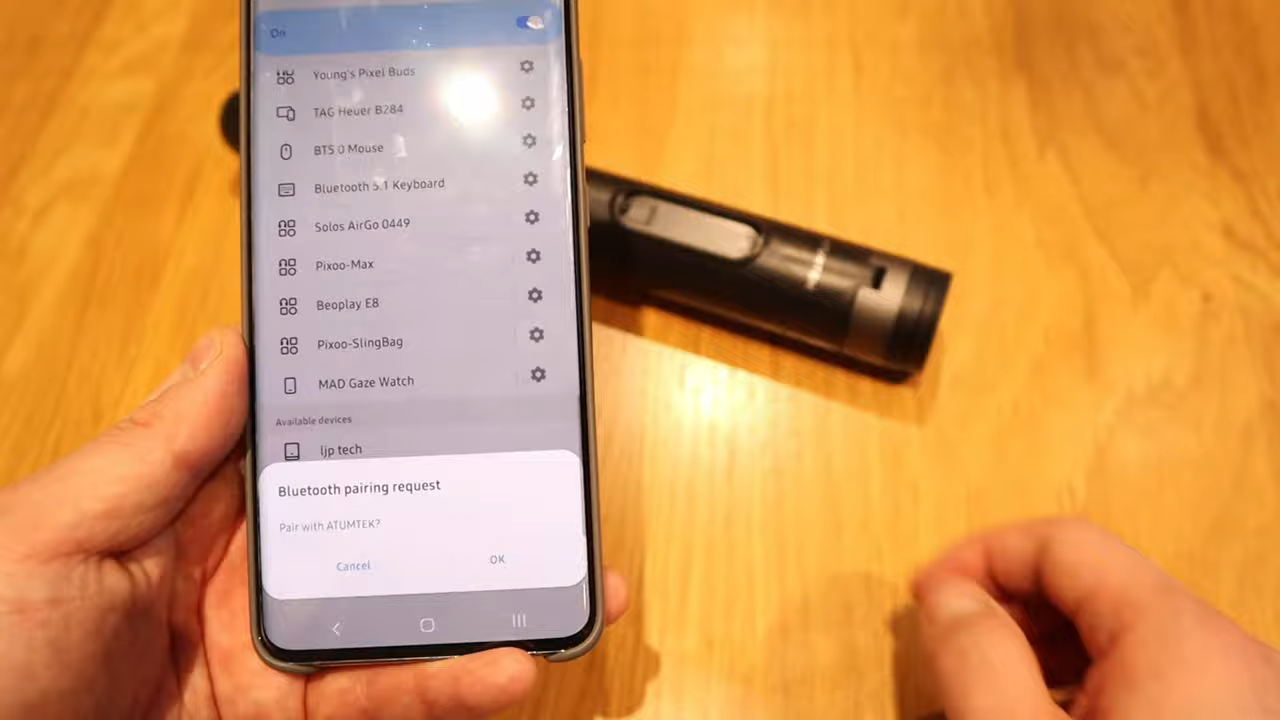 On
Young's Pixel Buds
TAG Heuer B284
BT5.0 Mouse
Bluetooth 5.1 Keyboard
Solos AirGo 0449
Pixoo-Max
Beoplay E8
Pixoo-SlingBag
MAD Gaze Watch
Available devices
ljp tech
Bluetooth pairing request
Pair with ATUMTEK?
Cancel
OK